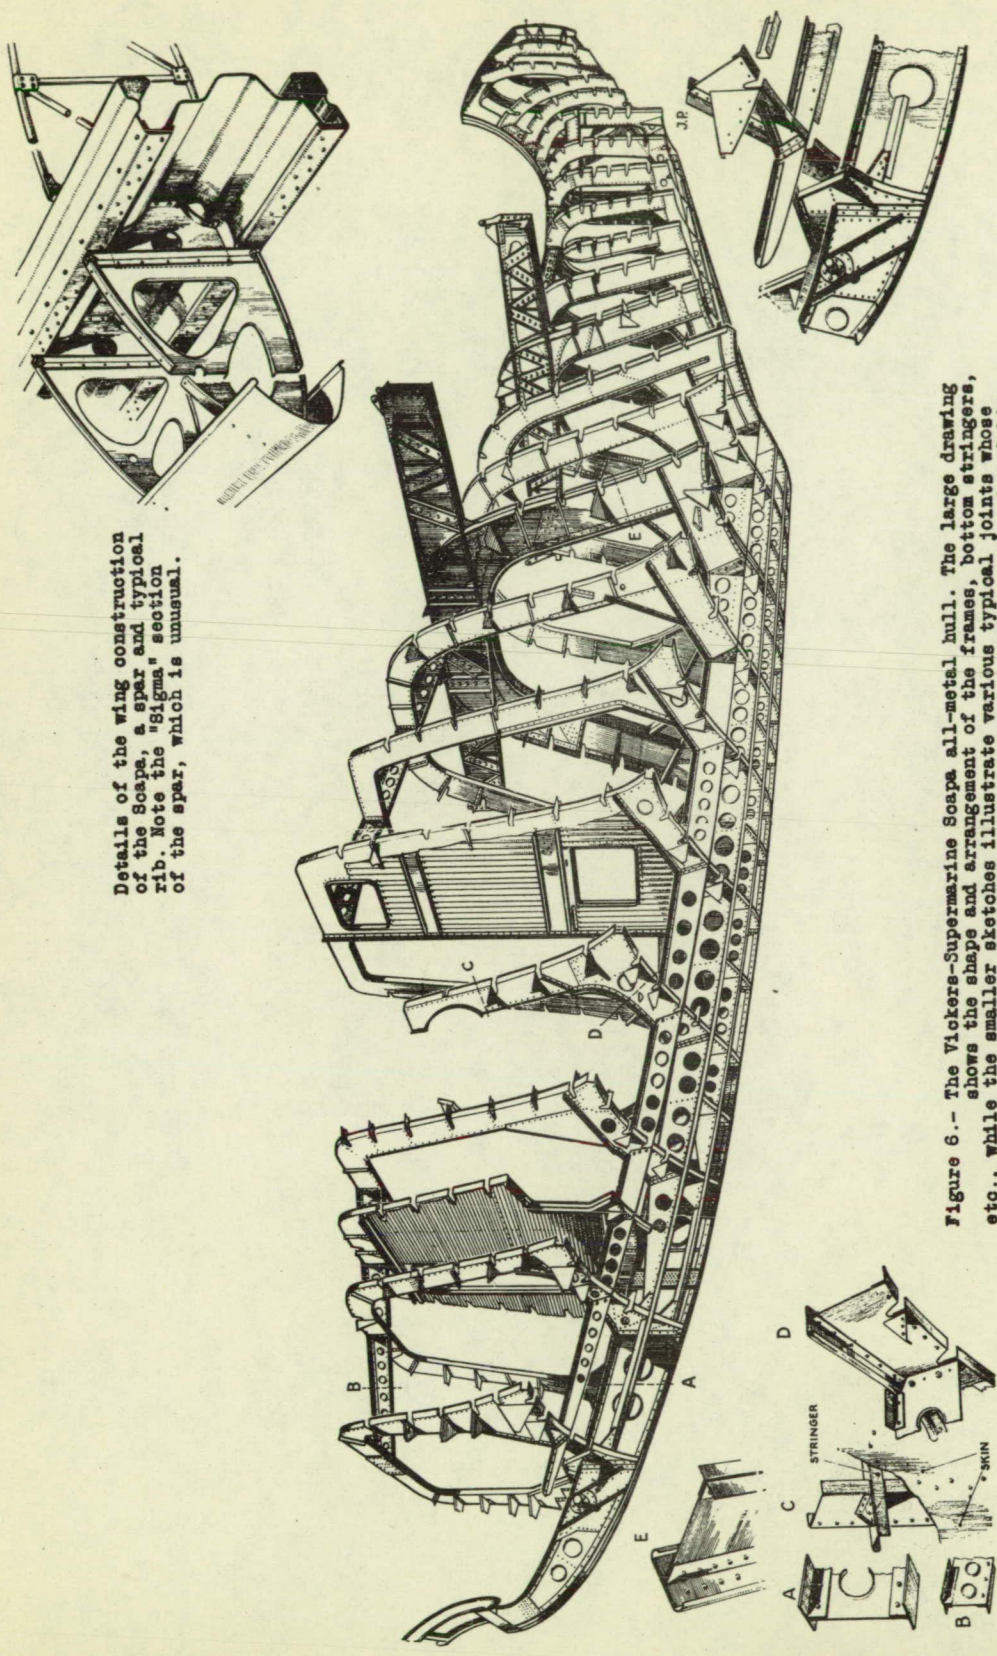 Details of the wing construction
of the Scapa, a spar and typical
rib. Note the "Sigma" section
of the spar, which is unusual.
J.P.
E
C
D
B
A
E
A
B
C
STRINGER
SKIN
D
Figure 6.- The Vickers-Supermarine Scapa all-metal hull. The large drawing
shows the shape and arrangement of the frames, bottom stringers,
etc., while the smaller sketches illustrate various typical joints whose